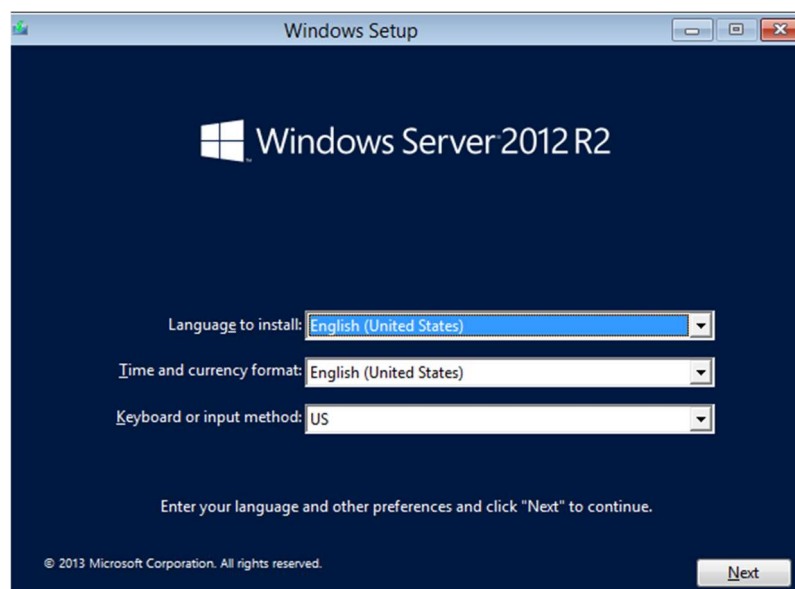 Windows Setup
Windows Server 2012 R2
Language to install: English (United States)
Time and currency format: English (United States)
Keyboard or input method: US
Enter your language and other preferences and click "Next" to continue.
© 2013 Microsoft Corporation. All rights reserved.
Next